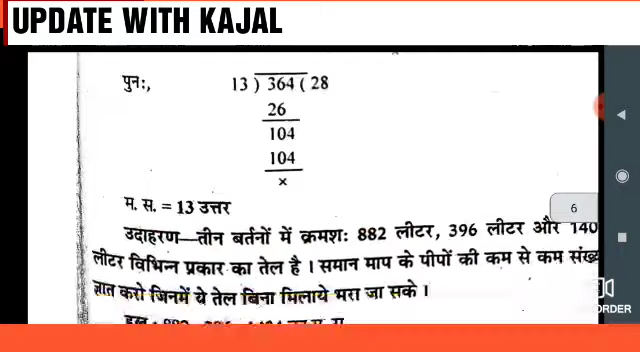 UPDATE WITH KAJAL
पुनः, 13 ) 364 ( 28
26
104
104
×
म. स. = 13 उत्तर
6
उदाहरण—तीन बर्तनों में क्रमशः 882 लीटर, 396 लीटर और 140
लीटर विभिन्न प्रकार का तेल है । समान माप के पीपों की कम से कम
ज्ञात करो जिनमें ये तेल बिना मिलाये भरा जा सके ।
ORDER